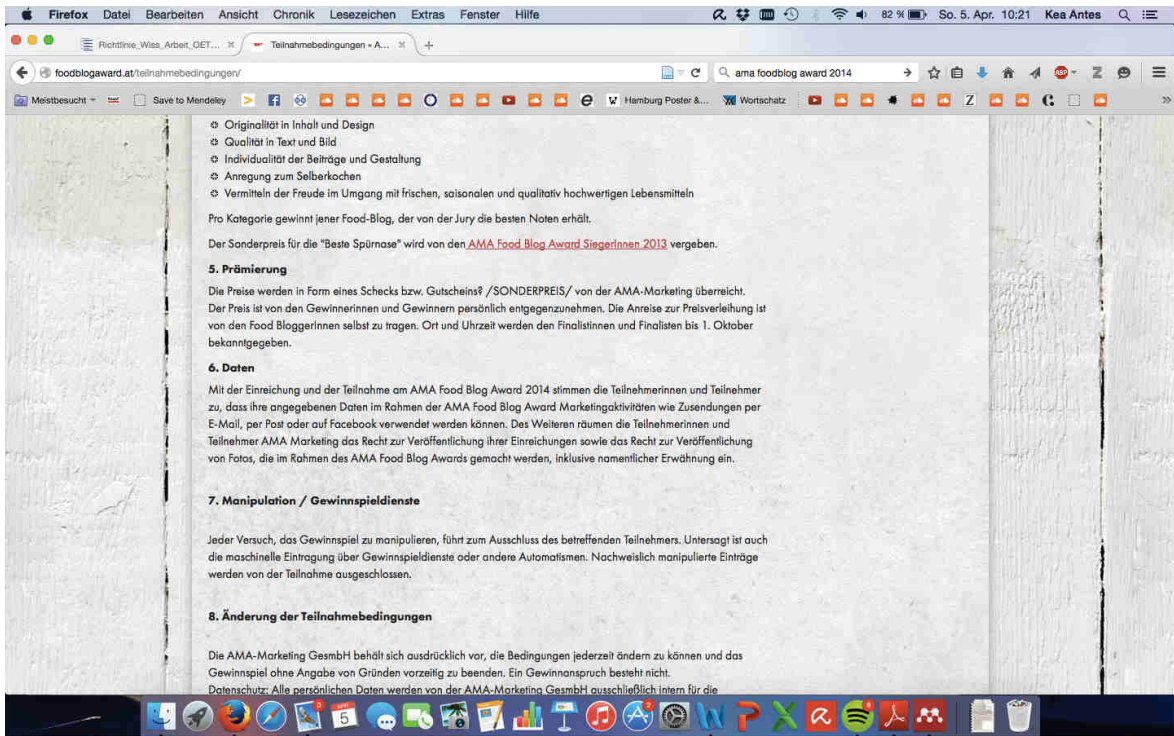 Firefox Datei Bearbeiten Ansicht Chronik Lesezeichen Extras Fenster Hilfe 82 % So. 5. Apr. 10:21 Kea Antes
Richtlinie_Wiss_Arbeit_OET... Teilnahmebedingungen » A...
foodblogaward.at/teilnahmebedingungen/ ama foodblog award 2014
Meistbesucht Save to Mendeley Hamburg Poster &... Wortschatz
Originalität in Inhalt und Design
Qualität in Text und Bild
Individualität der Beiträge und Gestaltung
Anregung zum Selberkochen
Vermitteln der Freude im Umgang mit frischen, saisonalen und qualitativ hochwertigen Lebensmitteln
Pro Kategorie gewinnt jener Food-Blog, der von der Jury die besten Noten erhält.
Der Sonderpreis für die "Beste Spürnase" wird von den AMA Food Blog Award SiegerInnen 2013 vergeben.
5. Prämierung
Die Preise werden in Form eines Schecks bzw. Gutscheins? /SONDERPREIS/ von der AMA-Marketing überreicht.
Der Preis ist von den Gewinnerinnen und Gewinnern persönlich entgegenzunehmen. Die Anreise zur Preisverleihung ist
von den Food BloggerInnen selbst zu tragen. Ort und Uhrzeit werden den Finalistinnen und Finalisten bis 1. Oktober
bekanntgegeben.
6. Daten
Mit der Einreichung und der Teilnahme am AMA Food Blog Award 2014 stimmen die Teilnehmerinnen und Teilnehmer
zu, dass ihre angegebenen Daten im Rahmen der AMA Food Blog Award Marketingaktivitäten wie Zusendungen per
E-Mail, per Post oder auf Facebook verwendet werden können. Des Weiteren räumen die Teilnehmerinnen und
Teilnehmer AMA Marketing das Recht zur Veröffentlichung ihrer Einreichungen sowie das Recht zur Veröffentlichung
von Fotos, die im Rahmen des AMA Food Blog Awards gemacht werden, inklusive namentlicher Erwähnung ein.
7. Manipulation / Gewinnspieldienste
Jeder Versuch, das Gewinnspiel zu manipulieren, führt zum Ausschluss des betreffenden Teilnehmers. Untersagt ist auch
die maschinelle Eintragung über Gewinnspieldienste oder andere Automatismen. Nachweislich manipulierte Einträge
werden von der Teilnahme ausgeschlossen.
8. Änderung der Teilnahmebedingungen
Die AMA-Marketing GesmbH behält sich ausdrücklich vor, die Bedingungen jederzeit ändern zu können und das
Gewinnspiel ohne Angabe von Gründen vorzeitig zu beenden. Ein Gewinnanspruch besteht nicht.
Datenschutz: Alle persönlichen Daten werden von der AMA-Marketing GesmbH ausschließlich intern für die